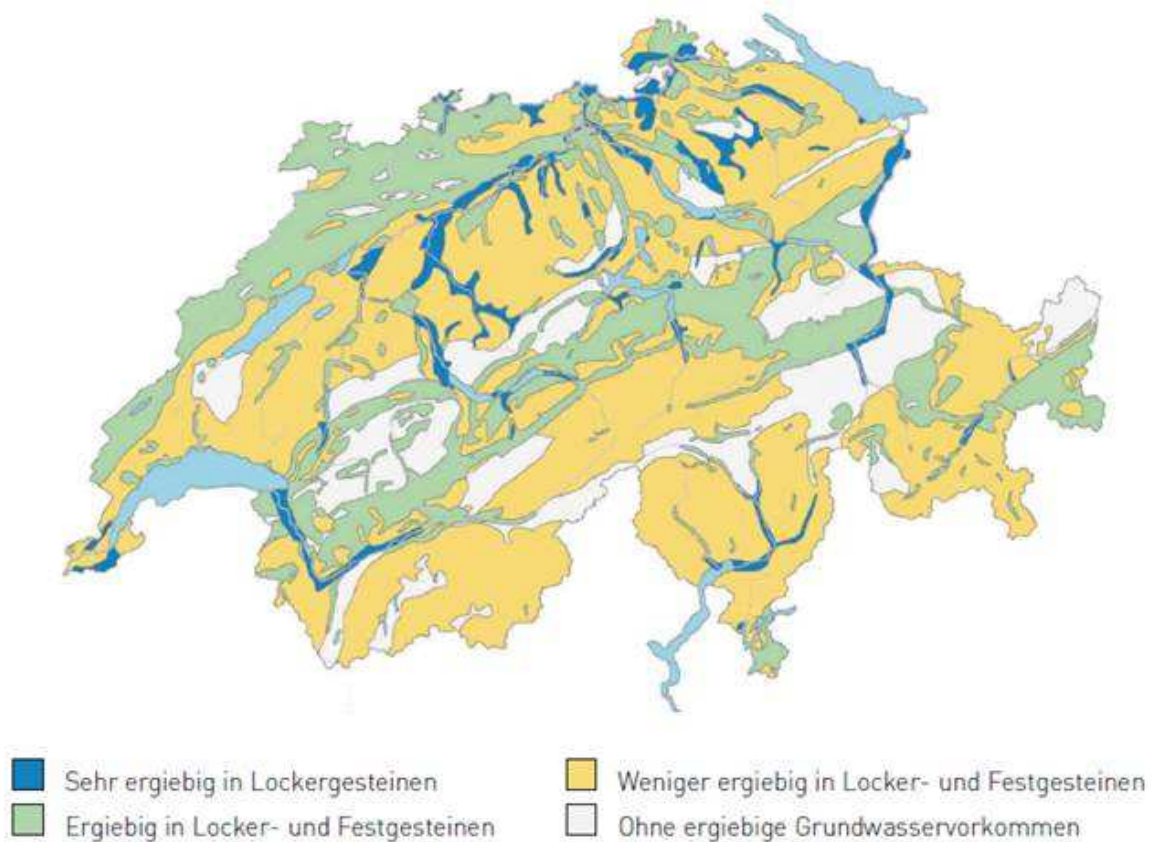 Sehr ergiebig in Lockergesteinen
Ergiebig in Locker- und Festgesteinen
Weniger ergiebig in Locker- und Festgesteinen
Ohne ergiebige Grundwasservorkommen